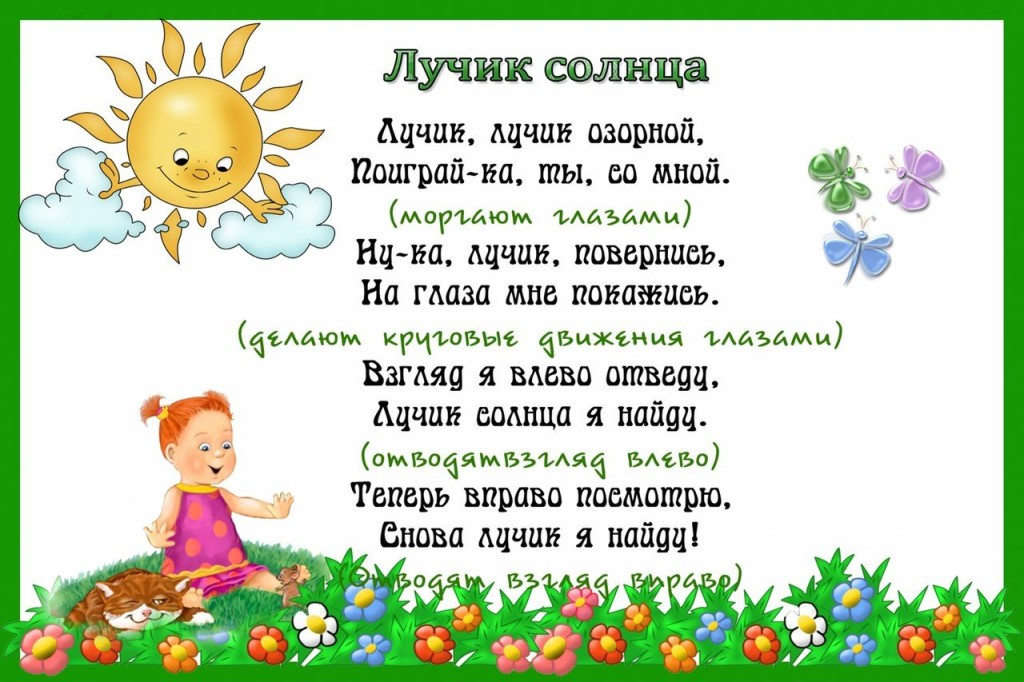 Лучик солнца
Лучик, лучик озорной,
Поиграй-ка, ты, со мной.
(моргают глазами)
Ну-ка, лучик, повернись,
На глаза мне покажись.
(делают круговые движения глазами)
Взгляд я влево отведу,
Лучик солнца я найду.
(отводятвзгляд влево)
Теперь вправо посмотрю,
Снова лучик я найду!
(Отводят взгляд вправо)